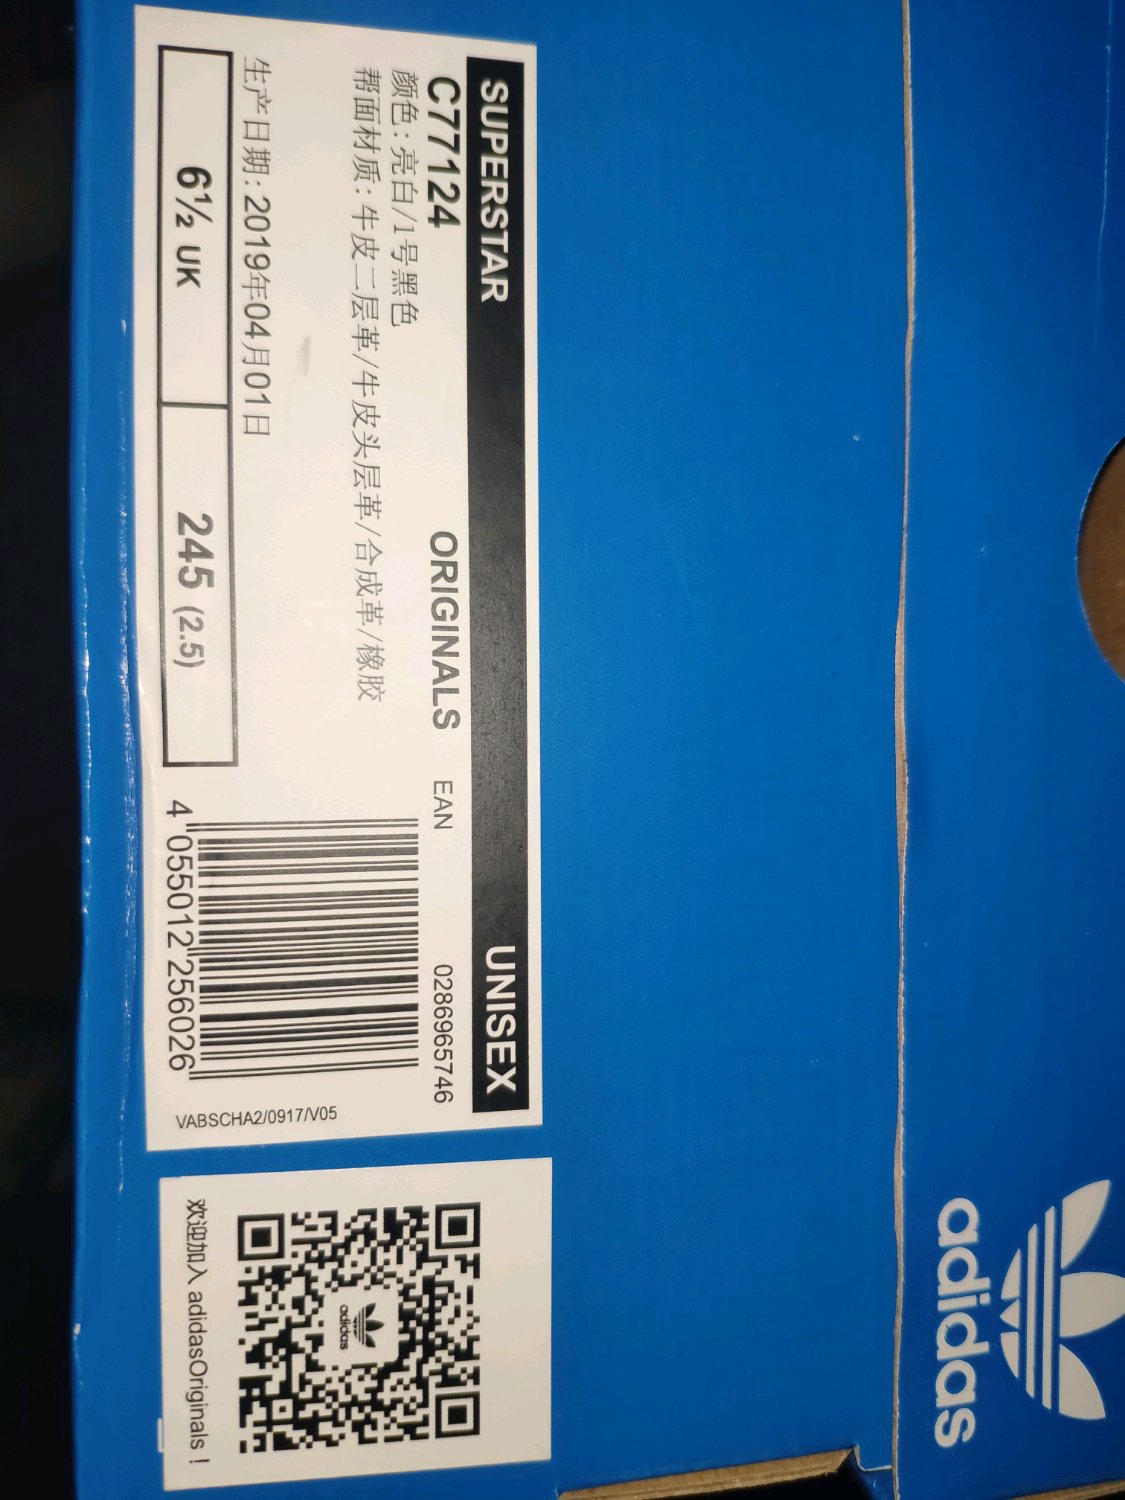 SUPERSTAR UNISEX
C77124 ORIGINALS EAN 0286965746
颜色: 亮白/1号黑色
帮面材质: 牛皮二层革/牛皮头层革/合成革/橡胶
生产日期: 2019年04月01日
6½ UK 245 (2.5)
4 055012 256026
VABSCHA2/0917/V05
adidas
欢迎加入 adidasOriginals !
adidas